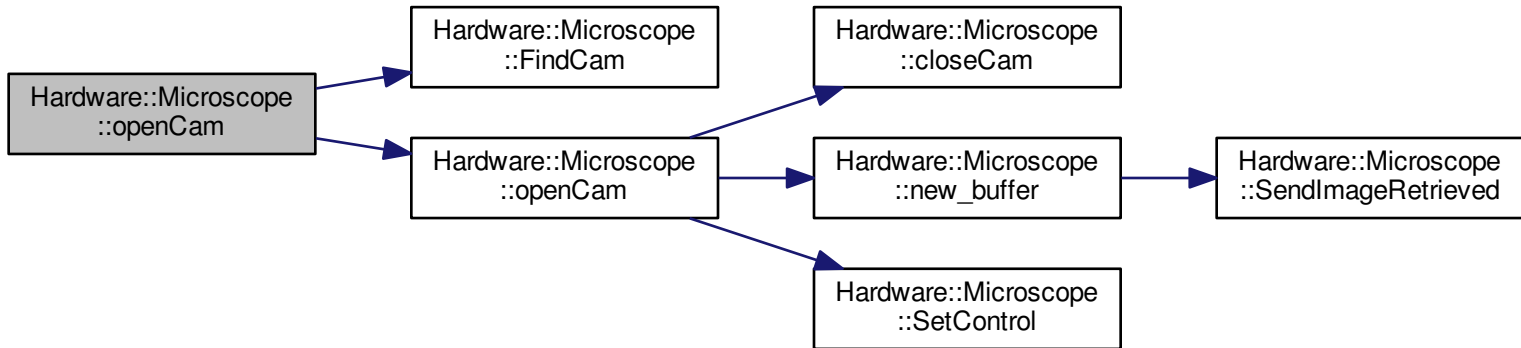 Hardware::Microscope
::openCam
Hardware::Microscope
::FindCam
Hardware::Microscope
::openCam
Hardware::Microscope
::closeCam
Hardware::Microscope
::new_buffer
Hardware::Microscope
::SetControl
Hardware::Microscope
::SendImageRetrieved